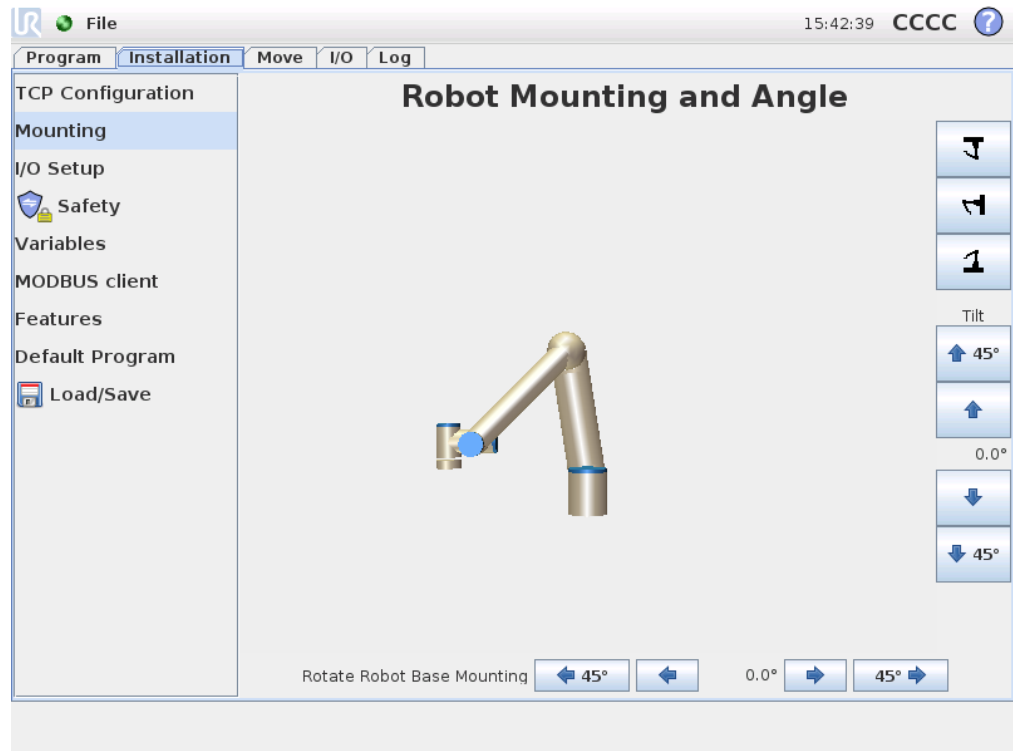 UR File 15:42:39 CCCC ?
Program Installation Move I/O Log
TCP Configuration
Mounting
I/O Setup
Safety
Variables
MODBUS client
Features
Default Program
Load/Save
Robot Mounting and Angle
Tilt
45°
0.0°
45°
Rotate Robot Base Mounting 45° 0.0° 45°